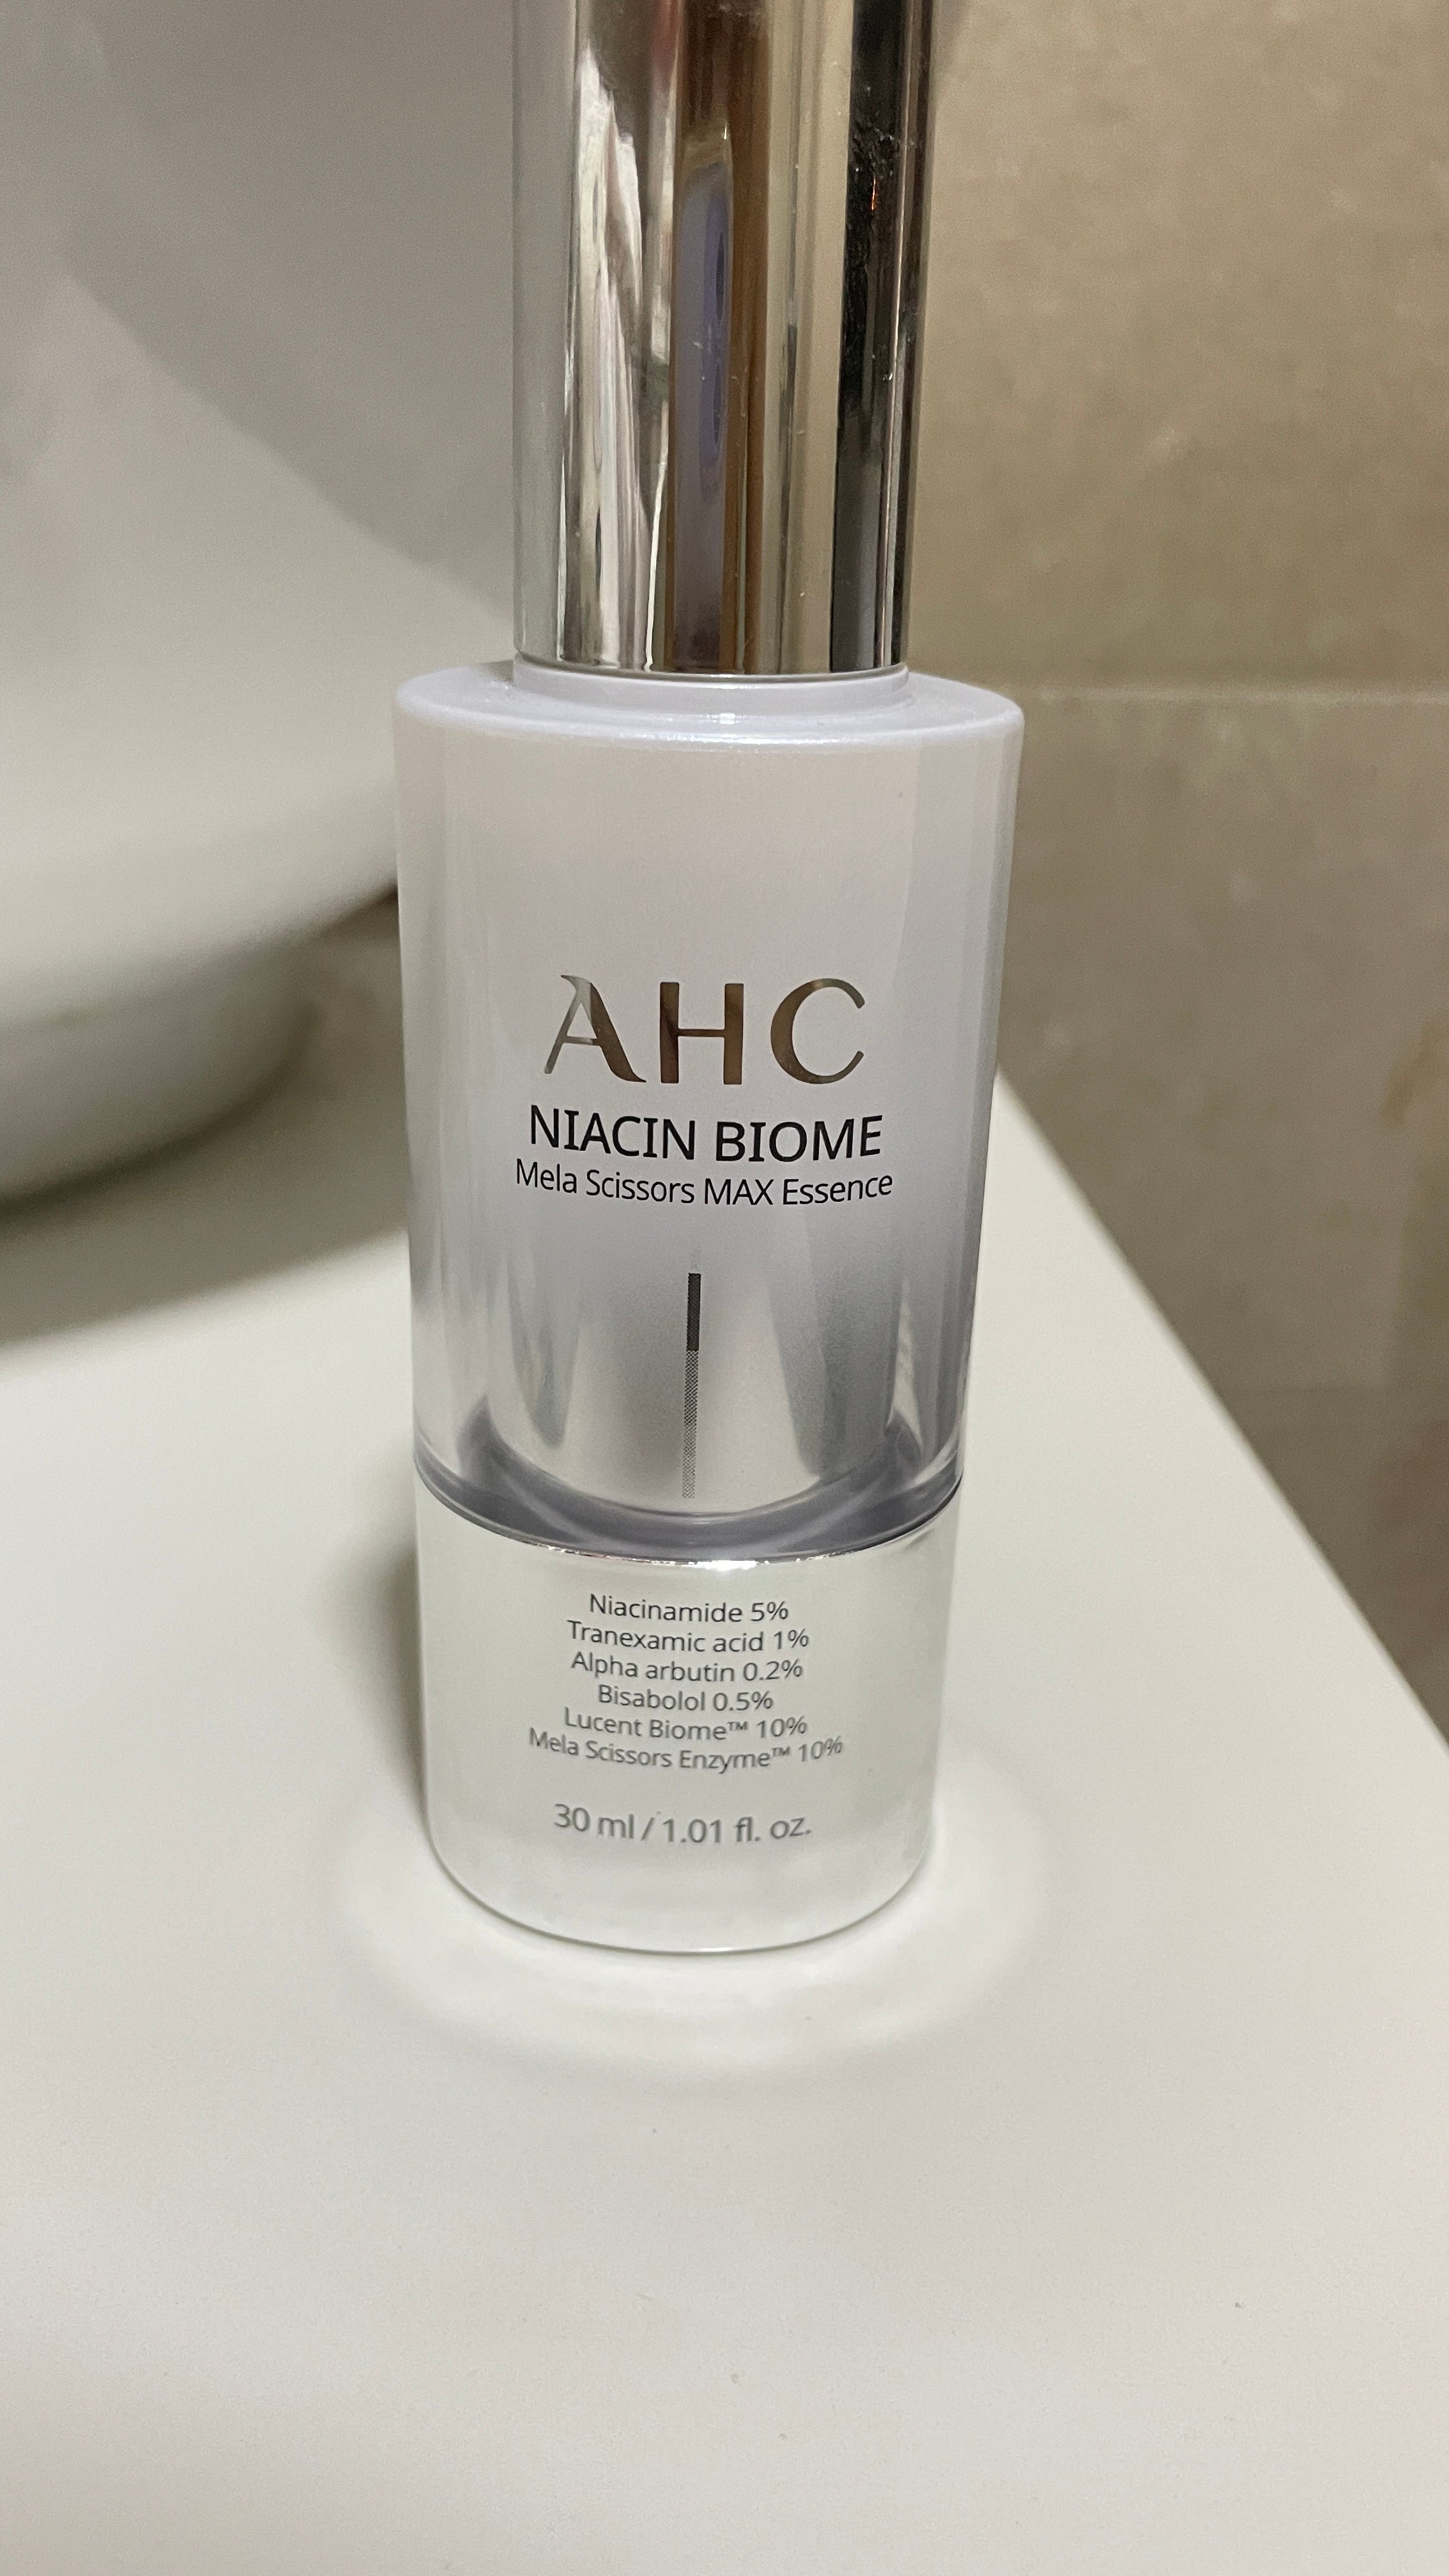 AHC
NIACIN BIOME
Mela Scissors MAX Essence
Niacinamide 5%
Tranexamic acid 1%
Alpha arbutin 0.2%
Bisabolol 0.5%
Lucent Biome™ 10%
Mela Scissors Enzyme™ 10%
30 ml / 1.01 fl. oz.